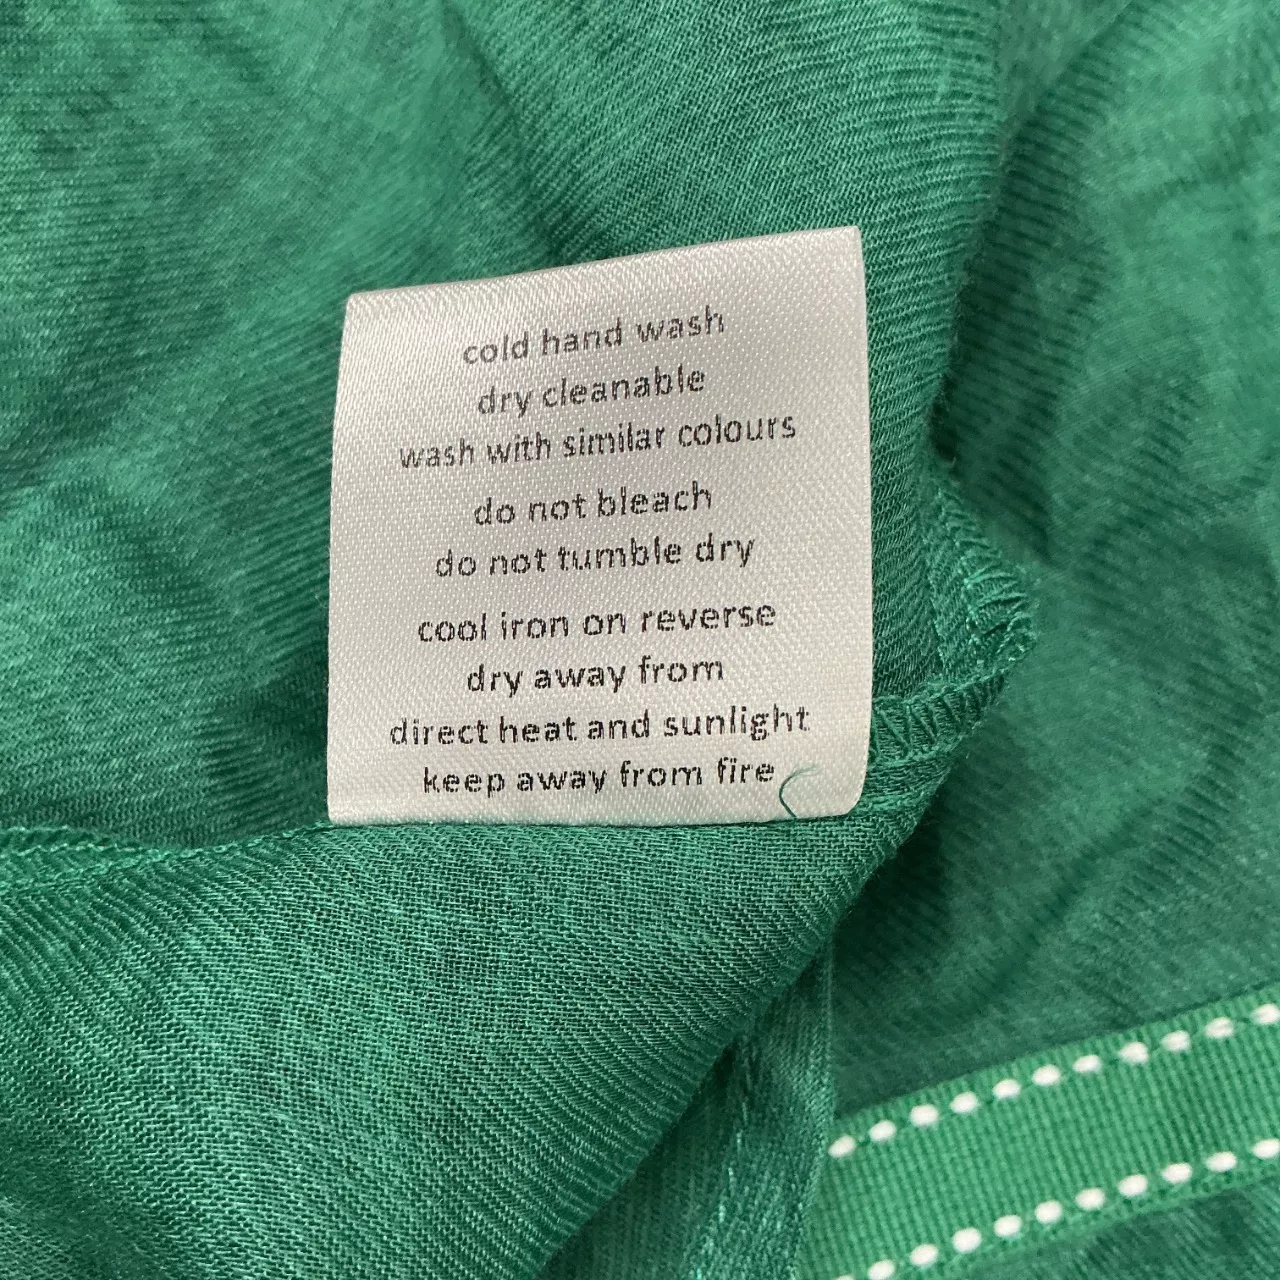 cold hand wash
dry cleanable
wash with similar colours
do not bleach
do not tumble dry
cool iron on reverse
dry away from
direct heat and sunlight
keep away from fire